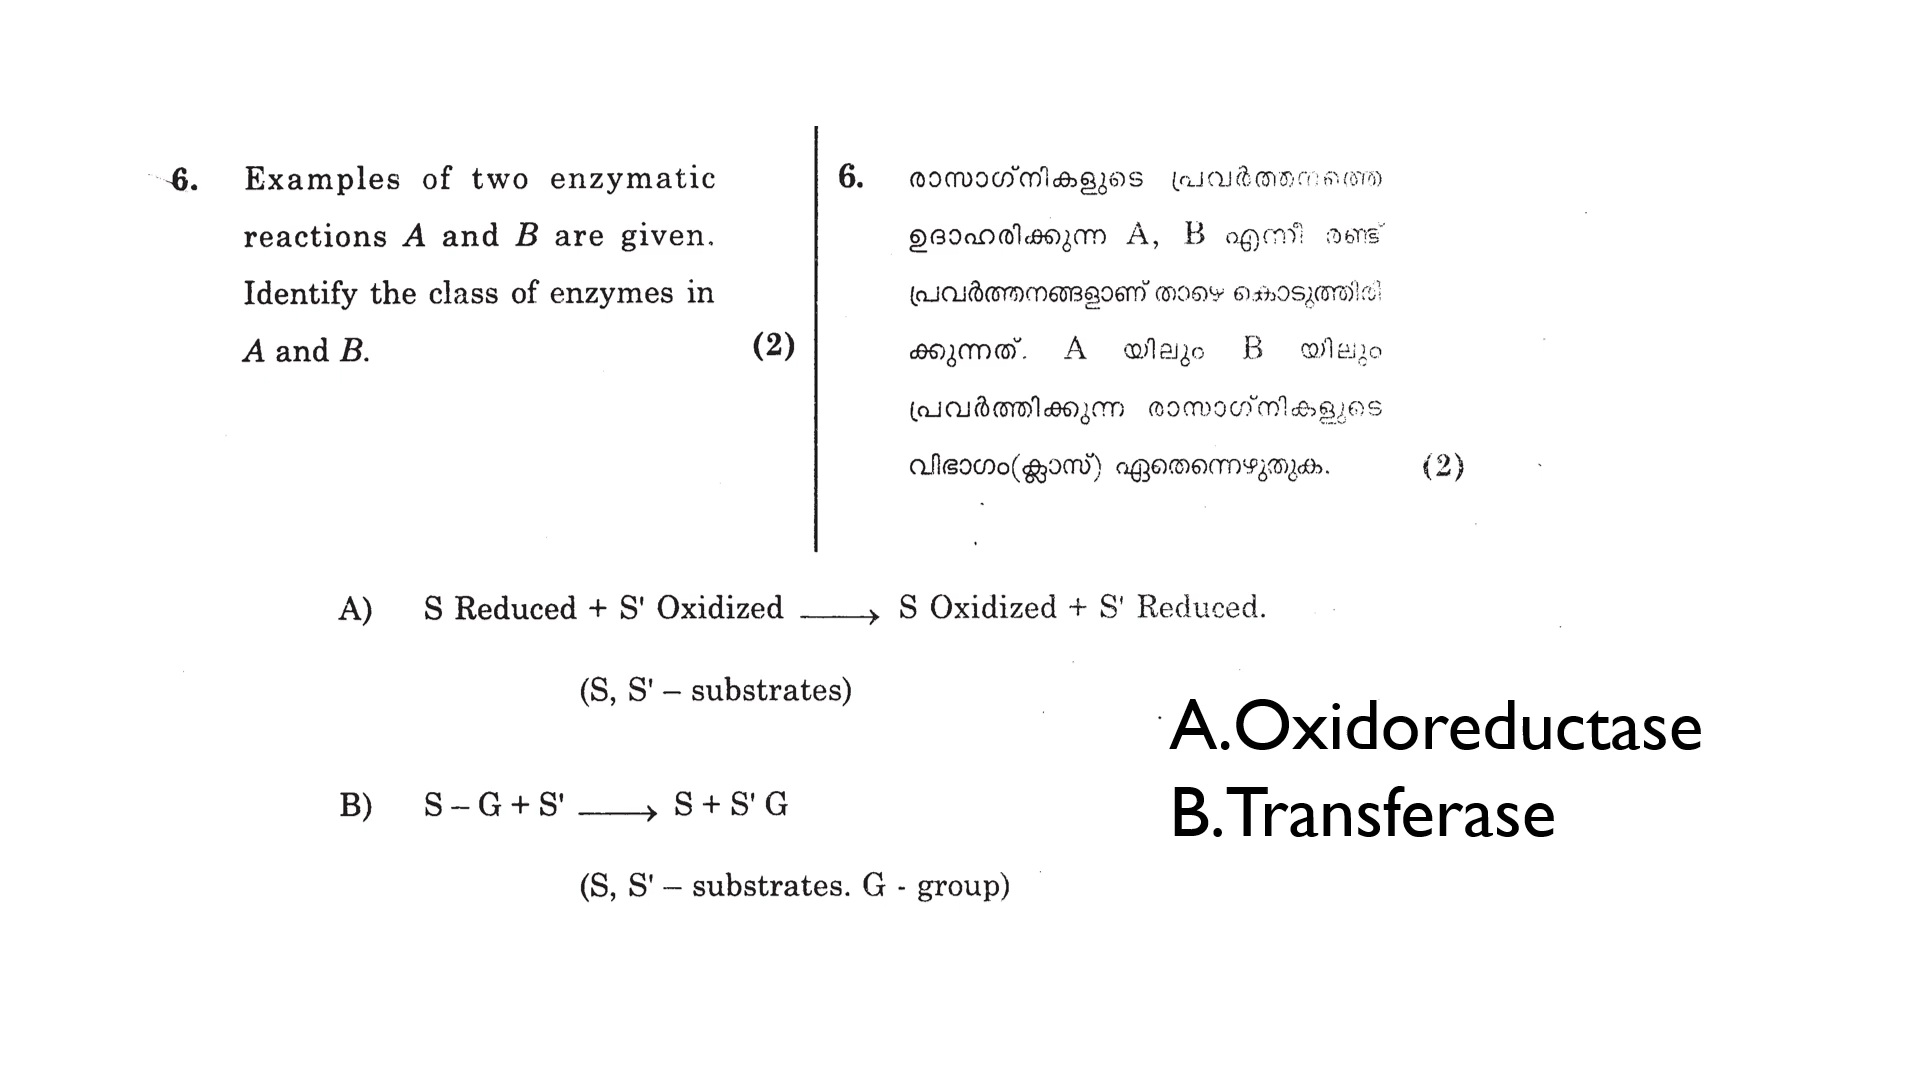 6. Examples of two enzymatic
reactions A and B are given.
Identify the class of enzymes in
A and B. (2)
6. രാസാഗ്നികളുടെ പ്രവർത്തനത്തെ
ഉദാഹരിക്കുന്ന A, B എന്നീ രണ്ട്
പ്രവർത്തനങ്ങളാണ് താഴെ കൊടുത്തിരി
ക്കുന്നത്. A യിലും B യിലും
പ്രവർത്തിക്കുന്ന രാസാഗ്നികളുടെ
വിഭാഗം(ക്ലാസ്) ഏതെന്നെഴുതുക. (2)
A) S Reduced + S' Oxidized ⟶ S Oxidized + S' Reduced.
(S, S' – substrates)
B) S – G + S' ⟶ S + S' G
(S, S' – substrates. G - group)
A.Oxidoreductase
B.Transferase